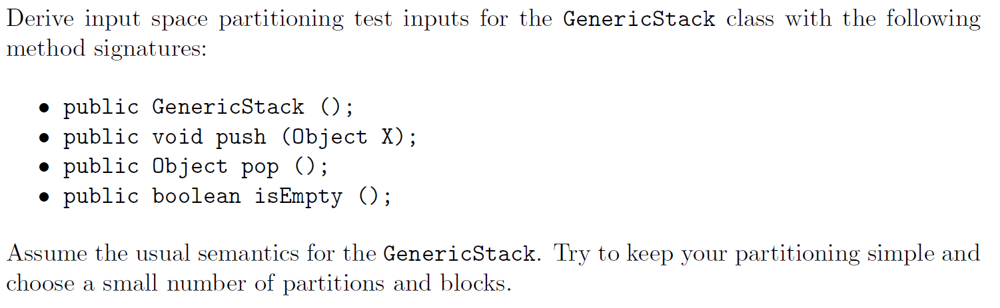 Derive input space partitioning test inputs for the GenericStack class with the following
method signatures:
• public GenericStack ();
• public void push (Object X);
• public Object pop ();
• public boolean isEmpty ();
Assume the usual semantics for the GenericStack. Try to keep your partitioning simple and
choose a small number of partitions and blocks.